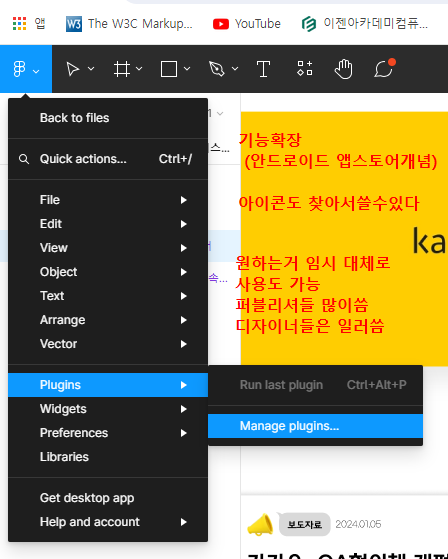 앱
The W3C Markup...
YouTube
이젠아카데미컴퓨...
Back to files
Quick actions... Ctrl+/
File
Edit
View
Object
Text
Arrange
Vector
Plugins
Widgets
Preferences
Libraries
Get desktop app
Help and account
Run last plugin Ctrl+Alt+P
Manage plugins...
기능확장
(안드로이드 앱스토어개념)
아이콘도 찾아서쓸수있다
ka
원하는거 임시 대체로
사용도 가능
퍼블리셔들 많이씀
디자이너들은 일러씀
보도자료 2024.01.05